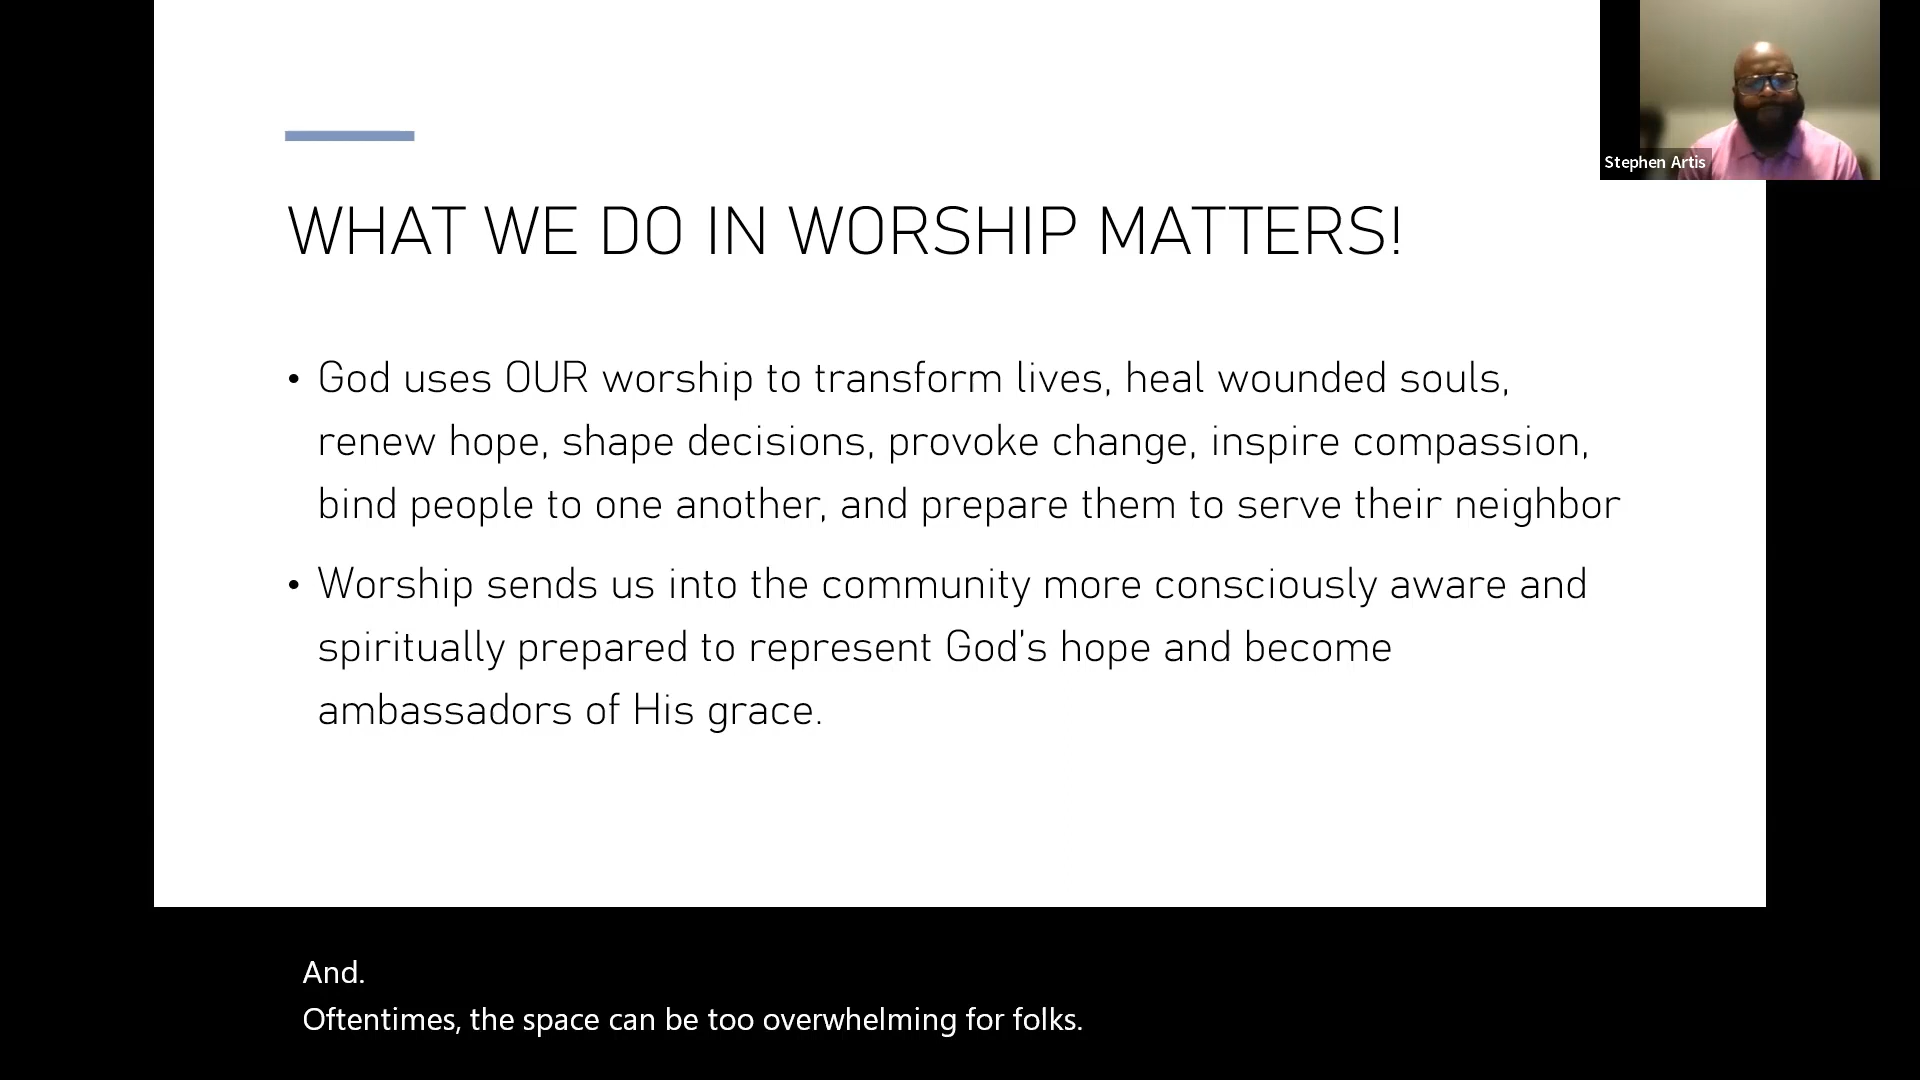 Stephen Artis
WHAT WE DO IN WORSHIP MATTERS!
• God uses OUR worship to transform lives, heal wounded souls,
renew hope, shape decisions, provoke change, inspire compassion,
bind people to one another, and prepare them to serve their neighbor
• Worship sends us into the community more consciously aware and
spiritually prepared to represent God's hope and become
ambassadors of His grace.
And.
Oftentimes, the space can be too overwhelming for folks.